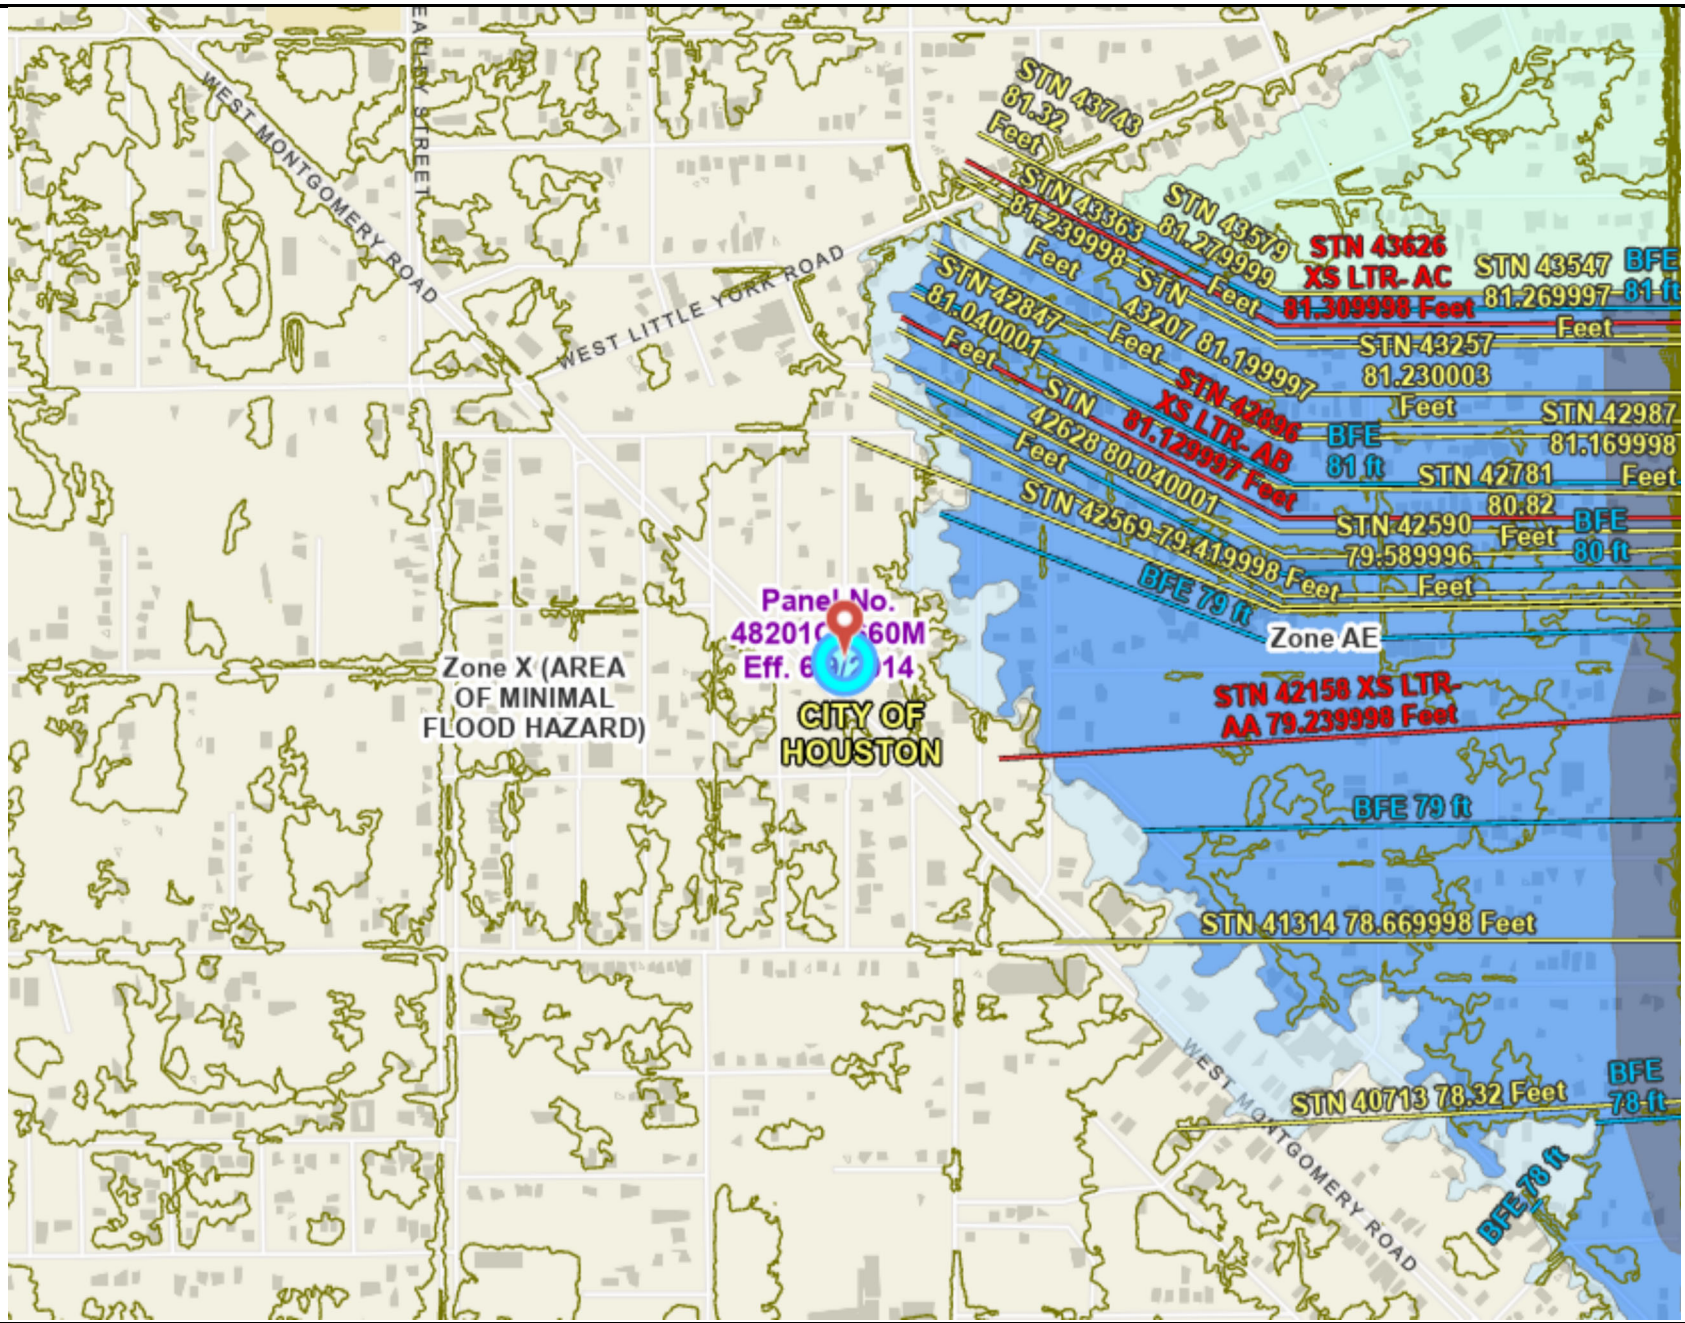 EARLEY STREET
WEST MONTGOMERY ROAD
WEST LITTLE YORK ROAD
STN 43743
81.32
Feet
STN 43579
81.279999
Feet
STN 43626
XS LTR- AC
81.309998 Feet
STN 43547
81.269997
Feet
BFE
81 ft
STN 43363
81.239998
Feet
STN 43257
81.230003
Feet
STN
43207 81.199997
Feet
STN 42987
81.169998
Feet
STN 42847
81.040001
Feet
STN 42896
XS LTR- AB
81.129997 Feet
BFE
81 ft
STN 42781
80.82
Feet
STN
42628 80.040001
Feet
STN 42590
79.589996
Feet
BFE
80 ft
STN 42569 79.419998 Feet
BFE 79 ft
Zone AE
Panel No.
Eff.
CITY OF
HOUSTON
Zone X (AREA
OF MINIMAL
FLOOD HAZARD)
STN 42158 XS LTR-
AA 79.239998 Feet
BFE 79 ft
STN 41314 78.669998 Feet
WEST MONTGOMERY ROAD
STN 40713 78.32 Feet
BFE
78 ft
BFE 78 ft